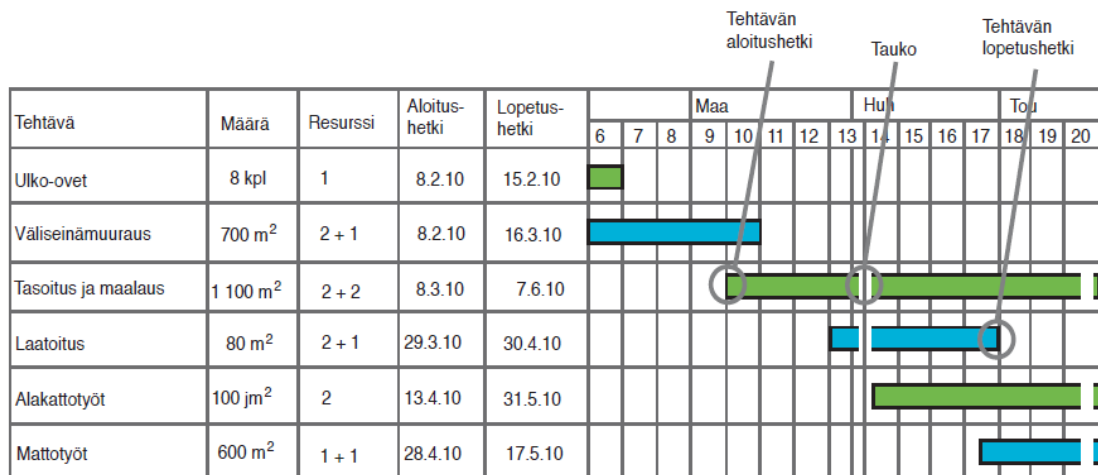 Tehtävän
aloitushetki
Tauko
Tehtävän
lopetushetki
Tehtävä Määrä Resurssi Aloitus-
hetki Lopetus-
hetki Maa Huh Tou
6 7 8 9 10 11 12 13 14 15 16 17 18 19 20
Ulko-ovet 8 kpl 1 8.2.10 15.2.10
Väliseinämuuraus 700 m² 2 + 1 8.2.10 16.3.10
Tasoitus ja maalaus 1 100 m² 2 + 2 8.3.10 7.6.10
Laatoitus 80 m² 2 + 1 29.3.10 30.4.10
Alakattotyöt 100 jm² 2 13.4.10 31.5.10
Mattotyöt 600 m² 1 + 1 28.4.10 17.5.10